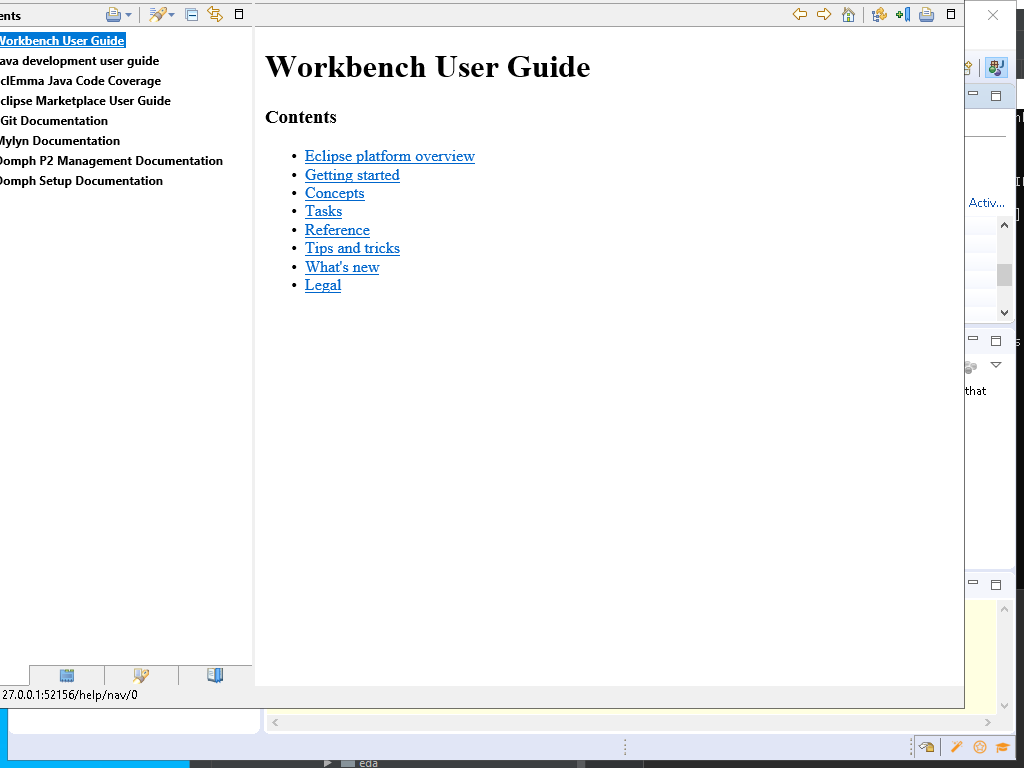 ents
Workbench User Guide
ava development user guide
clEmma Java Code Coverage
clipse Marketplace User Guide
Git Documentation
Mylyn Documentation
Oomph P2 Management Documentation
Oomph Setup Documentation
Workbench User Guide
Contents
• Eclipse platform overview
• Getting started
• Concepts
• Tasks
• Reference
• Tips and tricks
• What's new
• Legal
Activ...
that
27.0.0.1:52156/help/nav/0
eda